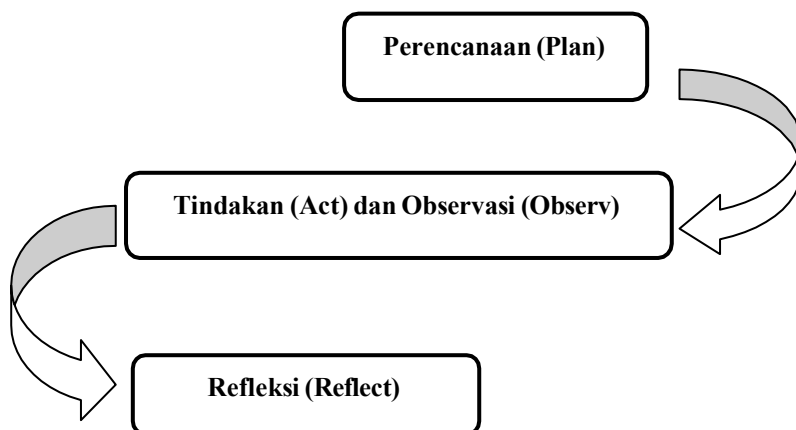 Perencanaan (Plan)
Tindakan (Act) dan Observasi (Observ)
Refleksi (Reflect)